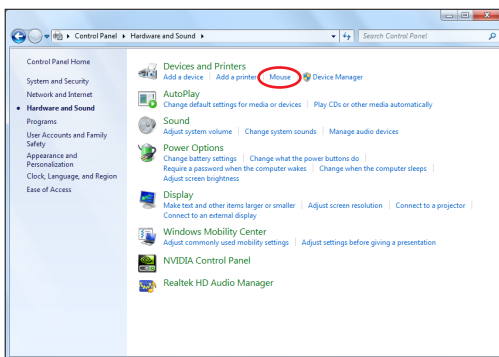 Control Panel ▸ Hardware and Sound ▸
Search Control Panel
Control Panel Home
System and Security
Network and Internet
Hardware and Sound
Programs
User Accounts and Family
Safety
Appearance and
Personalization
Clock, Language, and Region
Ease of Access
Devices and Printers
Add a device | Add a printer | Mouse | Device Manager
AutoPlay
Change default settings for media or devices | Play CDs or other media automatically
Sound
Adjust system volume | Change system sounds | Manage audio devices
Power Options
Change battery settings | Change what the power buttons do |
Require a password when the computer wakes | Change when the computer sleeps |
Adjust screen brightness
Display
Make text and other items larger or smaller | Adjust screen resolution | Connect to a projector |
Connect to an external display
Windows Mobility Center
Adjust commonly used mobility settings | Adjust settings before giving a presentation
NVIDIA Control Panel
Realtek HD Audio Manager